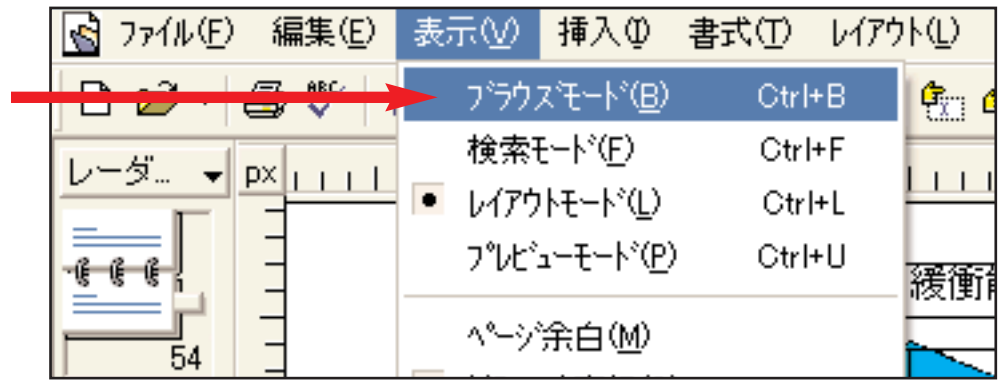 ファイル(F) 編集(E) 表示(V) 挿入(I) 書式(T) レイアウト(L)
ABC
ブラウズモード(B) Ctrl+B
検索モード(F) Ctrl+F
レイアウトモード(L) Ctrl+L
プレビューモード(P) Ctrl+U
ページ余白(M)
レーダ...
px
54
緩衝